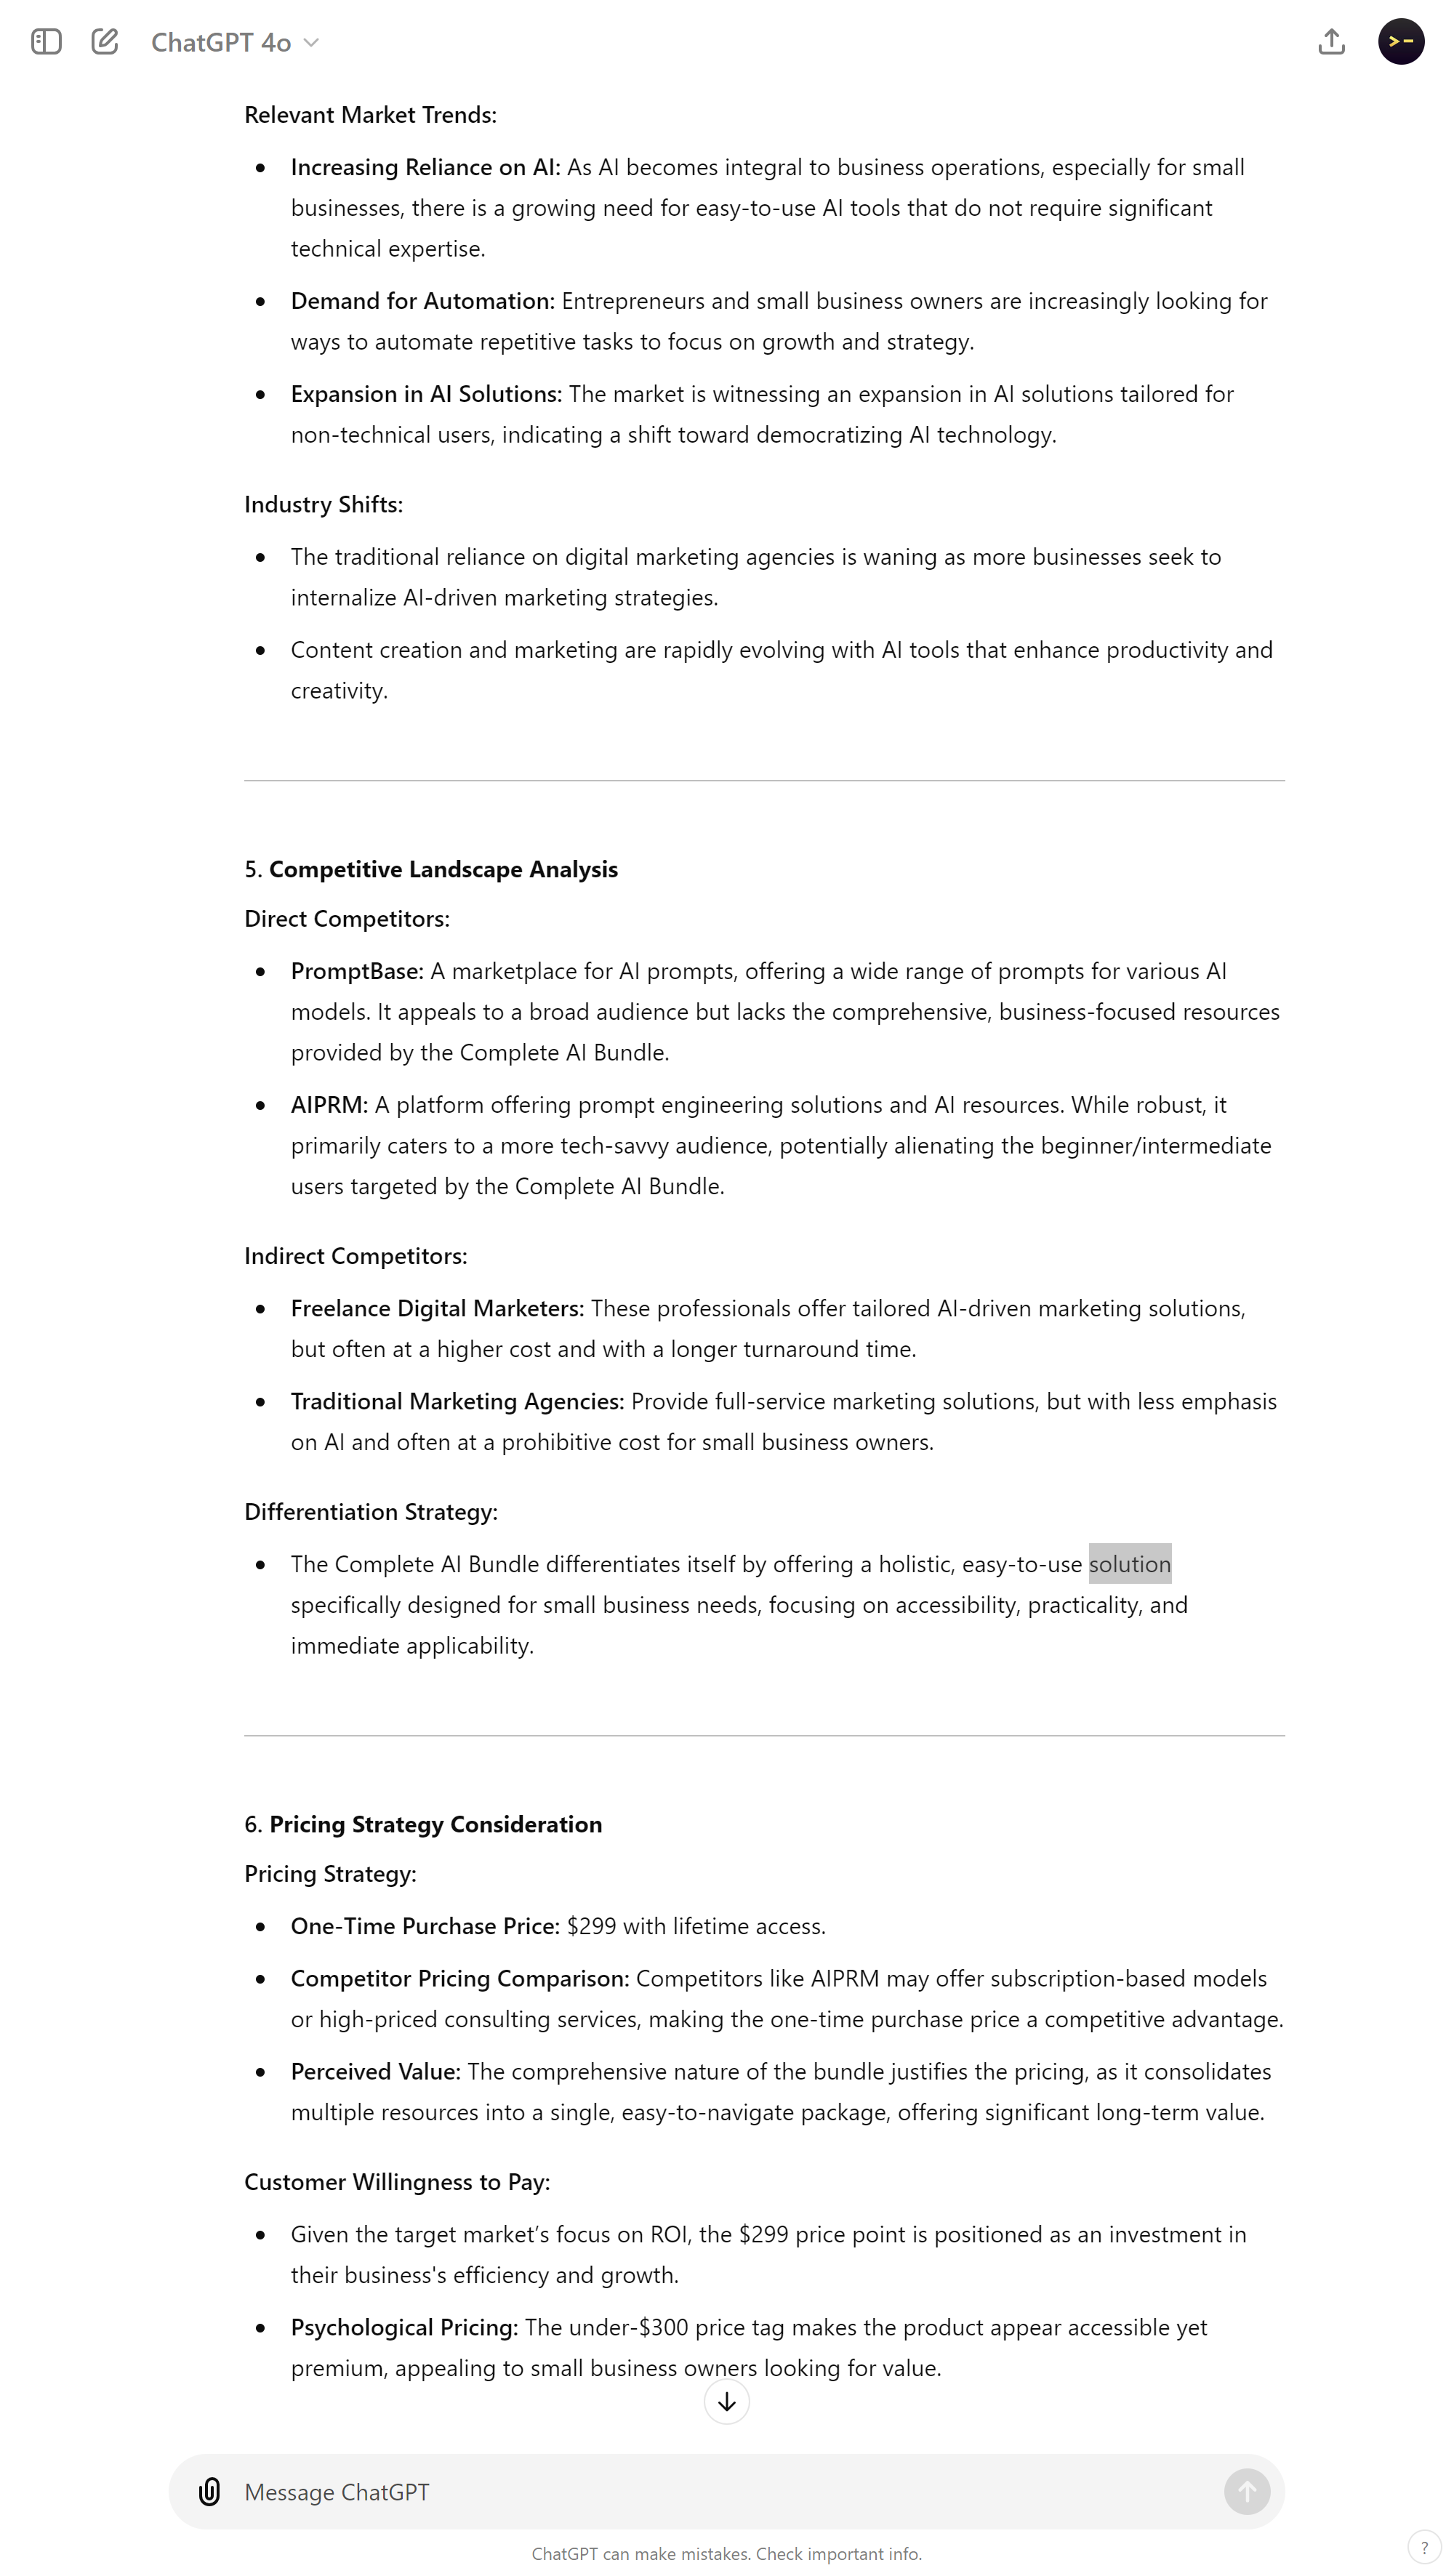 ChatGPT 4o
Relevant Market Trends:
Increasing Reliance on AI: As AI becomes integral to business operations, especially for small
businesses, there is a growing need for easy-to-use AI tools that do not require significant
technical expertise.
Demand for Automation: Entrepreneurs and small business owners are increasingly looking for
ways to automate repetitive tasks to focus on growth and strategy.
Expansion in AI Solutions: The market is witnessing an expansion in AI solutions tailored for
non-technical users, indicating a shift toward democratizing AI technology.
Industry Shifts:
The traditional reliance on digital marketing agencies is waning as more businesses seek to
internalize AI-driven marketing strategies.
Content creation and marketing are rapidly evolving with AI tools that enhance productivity and
creativity.
5. Competitive Landscape Analysis
Direct Competitors:
PromptBase: A marketplace for AI prompts, offering a wide range of prompts for various AI
models. It appeals to a broad audience but lacks the comprehensive, business-focused resources
provided by the Complete AI Bundle.
AIPRM: A platform offering prompt engineering solutions and AI resources. While robust, it
primarily caters to a more tech-savvy audience, potentially alienating the beginner/intermediate
users targeted by the Complete AI Bundle.
Indirect Competitors:
Freelance Digital Marketers: These professionals offer tailored AI-driven marketing solutions,
but often at a higher cost and with a longer turnaround time.
Traditional Marketing Agencies: Provide full-service marketing solutions, but with less emphasis
on AI and often at a prohibitive cost for small business owners.
Differentiation Strategy:
The Complete AI Bundle differentiates itself by offering a holistic, easy-to-use solution
specifically designed for small business needs, focusing on accessibility, practicality, and
immediate applicability.
6. Pricing Strategy Consideration
Pricing Strategy:
One-Time Purchase Price: $299 with lifetime access.
Competitor Pricing Comparison: Competitors like AIPRM may offer subscription-based models
or high-priced consulting services, making the one-time purchase price a competitive advantage.
Perceived Value: The comprehensive nature of the bundle justifies the pricing, as it consolidates
multiple resources into a single, easy-to-navigate package, offering significant long-term value.
Customer Willingness to Pay:
Given the target market’s focus on ROI, the $299 price point is positioned as an investment in
their business's efficiency and growth.
Psychological Pricing: The under-$300 price tag makes the product appear accessible yet
premium, appealing to small business owners looking for value.
Message ChatGPT
ChatGPT can make mistakes. Check important info.
?